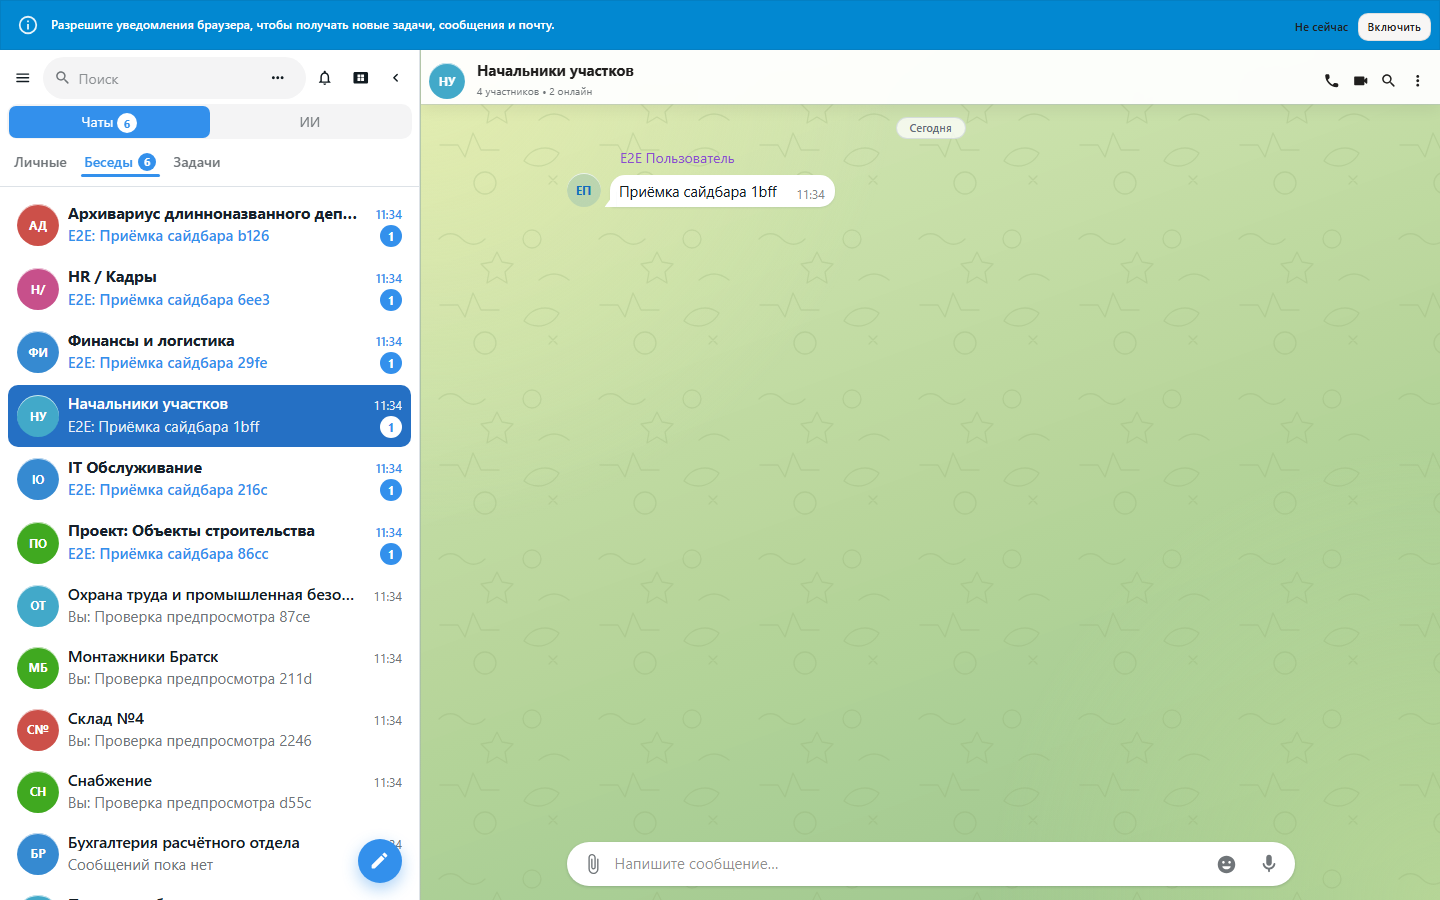 Разрешите уведомления браузера, чтобы получать новые задачи, сообщения и почту.
Не сейчас
Включить
Поиск
Чаты 6
ИИ
Личные
Беседы 6
Задачи
АД
Архивариус длинноназванного деп...
11:34
E2E: Приёмка сайдбара b126
1
Н/
HR / Кадры
11:34
E2E: Приёмка сайдбара 6ee3
1
ФИ
Финансы и логистика
11:34
E2E: Приёмка сайдбара 29fe
1
НУ
Начальники участков
11:34
E2E: Приёмка сайдбара 1bff
1
IO
IT Обслуживание
11:34
E2E: Приёмка сайдбара 216c
1
ПО
Проект: Объекты строительства
11:34
E2E: Приёмка сайдбара 86cc
1
ОТ
Охрана труда и промышленная безо...
11:34
Вы: Проверка предпросмотра 87ce
МБ
Монтажники Братск
11:34
Вы: Проверка предпросмотра 211d
С№
Склад №4
11:34
Вы: Проверка предпросмотра 2246
СН
Снабжение
11:34
Вы: Проверка предпросмотра d55c
БР
Бухгалтерия расчётного отдела
Сообщений пока нет
НУ
Начальники участков
4 участников • 2 онлайн
Сегодня
E2E Пользователь
ЕП
Приёмка сайдбара 1bff
11:34
Напишите сообщение...